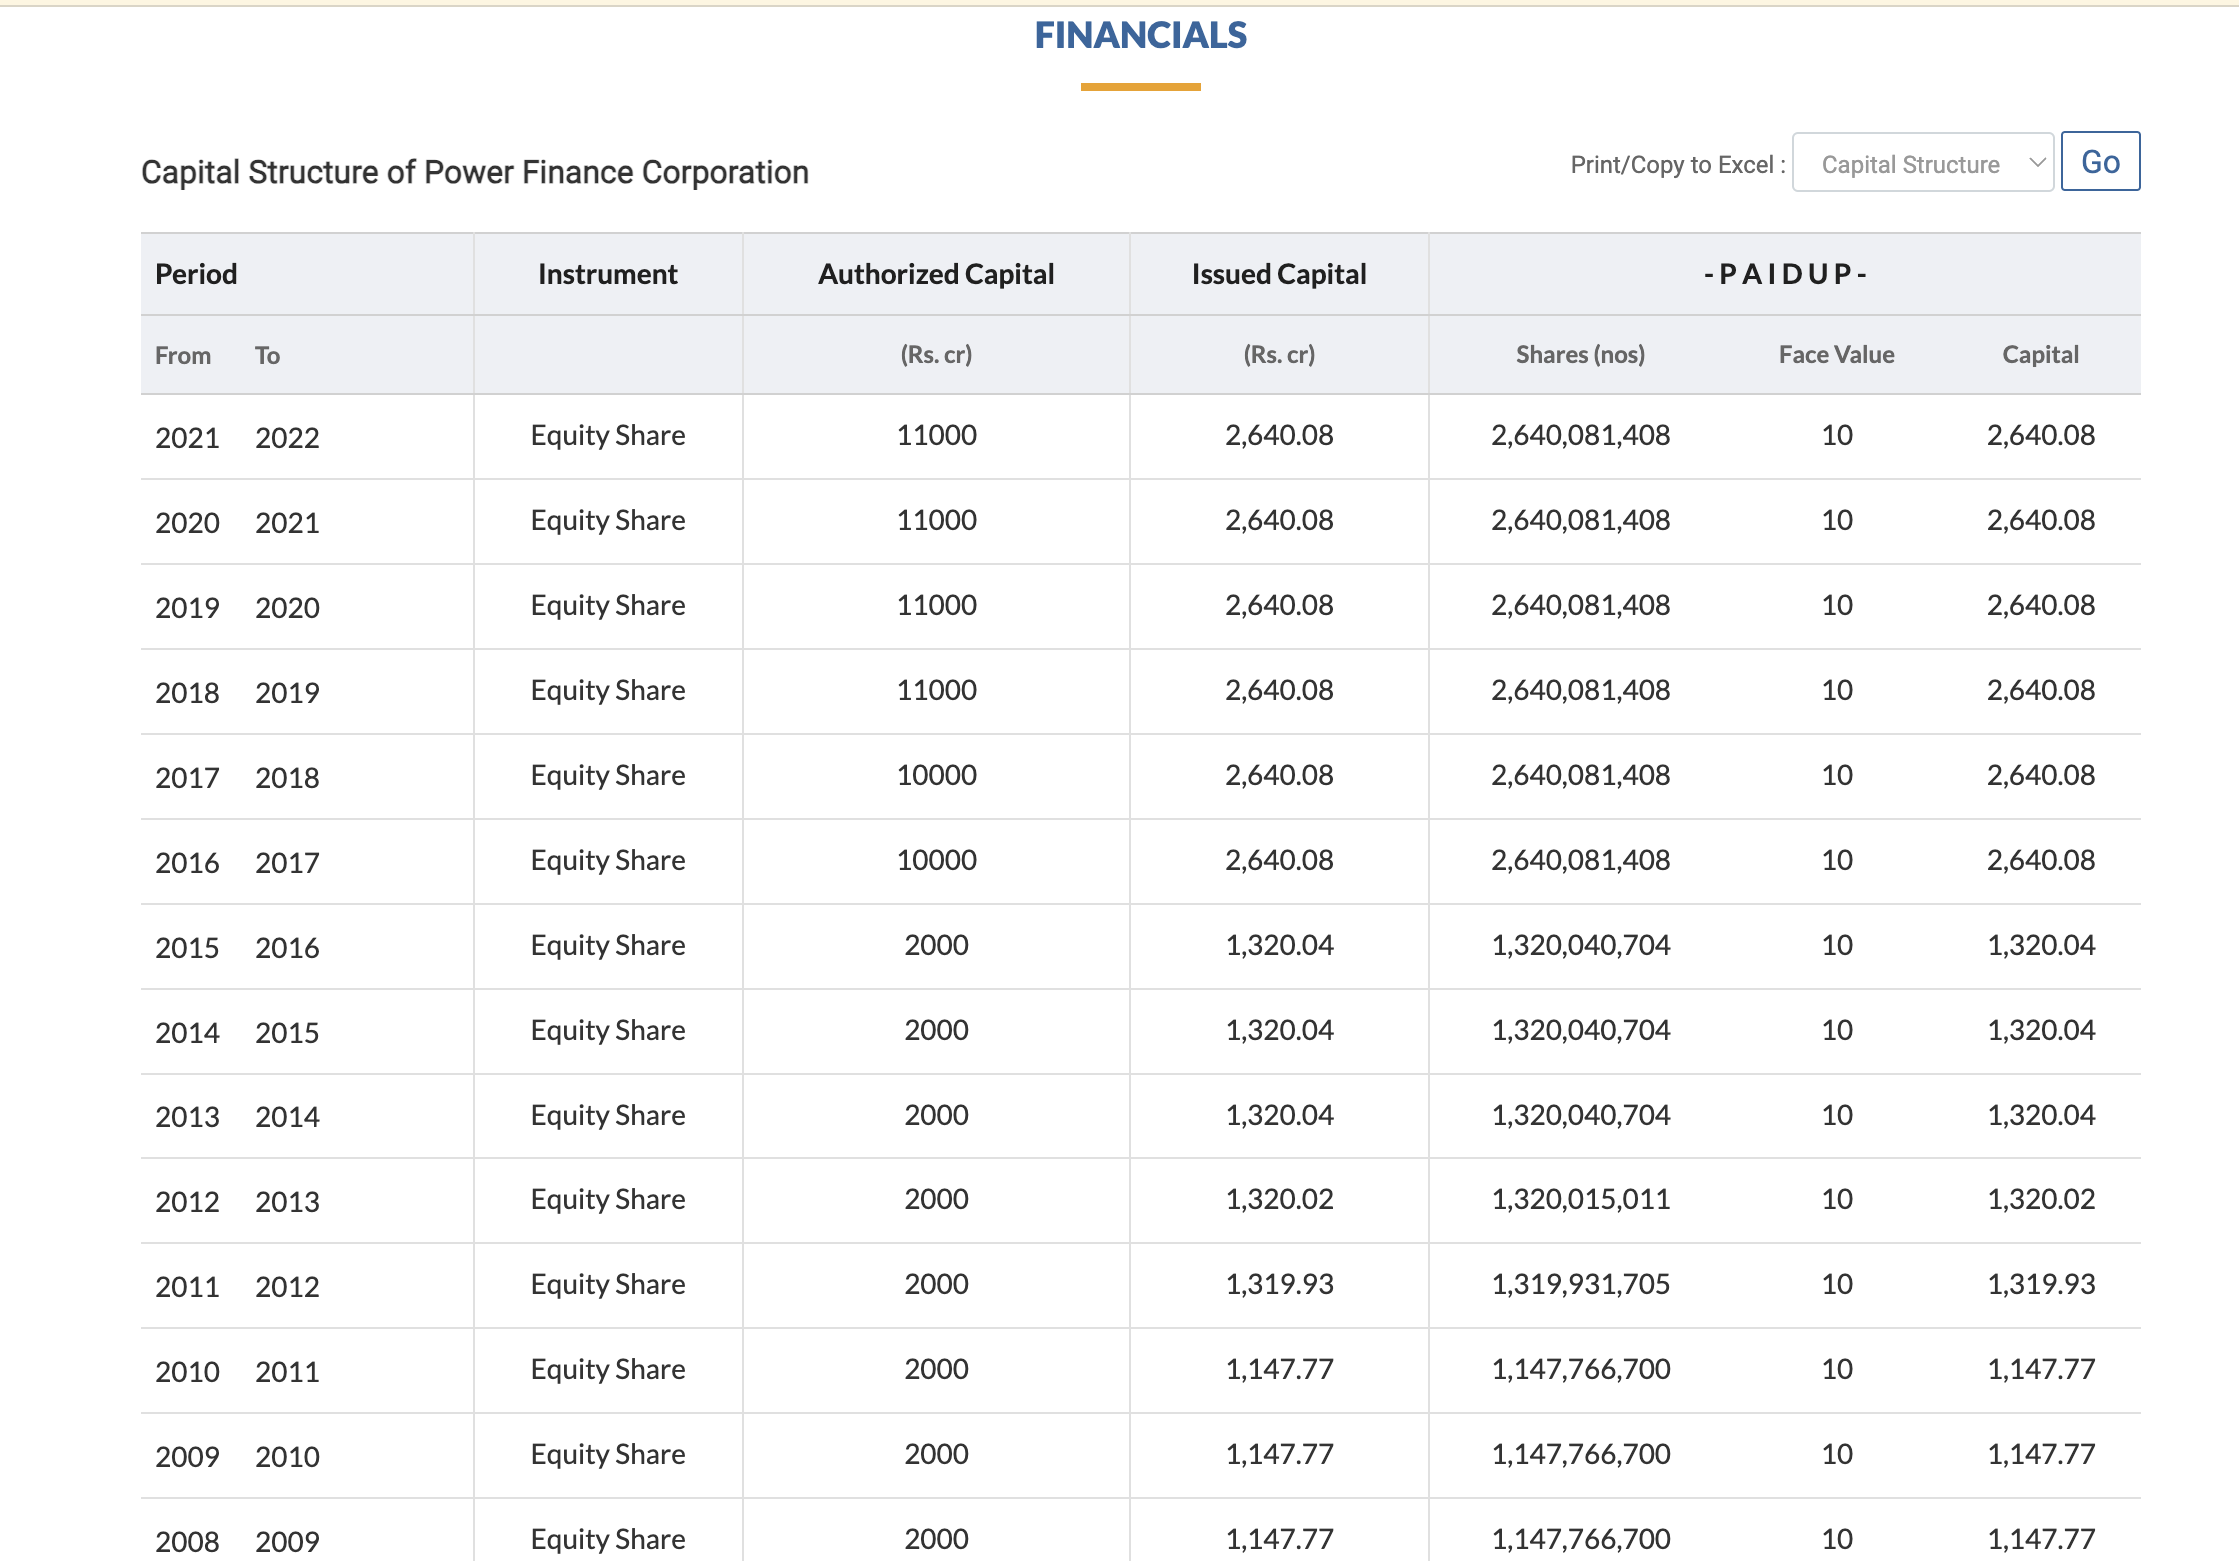 FINANCIALS
Capital Structure of Power Finance Corporation
Print/Copy to Excel : Capital Structure Go
Period Instrument Authorized Capital Issued Capital - P A I D U P -
From To (Rs. cr) (Rs. cr) Shares (nos) Face Value Capital
2021 2022 Equity Share 11000 2,640.08 2,640,081,408 10 2,640.08
2020 2021 Equity Share 11000 2,640.08 2,640,081,408 10 2,640.08
2019 2020 Equity Share 11000 2,640.08 2,640,081,408 10 2,640.08
2018 2019 Equity Share 11000 2,640.08 2,640,081,408 10 2,640.08
2017 2018 Equity Share 10000 2,640.08 2,640,081,408 10 2,640.08
2016 2017 Equity Share 10000 2,640.08 2,640,081,408 10 2,640.08
2015 2016 Equity Share 2000 1,320.04 1,320,040,704 10 1,320.04
2014 2015 Equity Share 2000 1,320.04 1,320,040,704 10 1,320.04
2013 2014 Equity Share 2000 1,320.04 1,320,040,704 10 1,320.04
2012 2013 Equity Share 2000 1,320.02 1,320,015,011 10 1,320.02
2011 2012 Equity Share 2000 1,319.93 1,319,931,705 10 1,319.93
2010 2011 Equity Share 2000 1,147.77 1,147,766,700 10 1,147.77
2009 2010 Equity Share 2000 1,147.77 1,147,766,700 10 1,147.77
2008 2009 Equity Share 2000 1,147.77 1,147,766,700 10 1,147.77